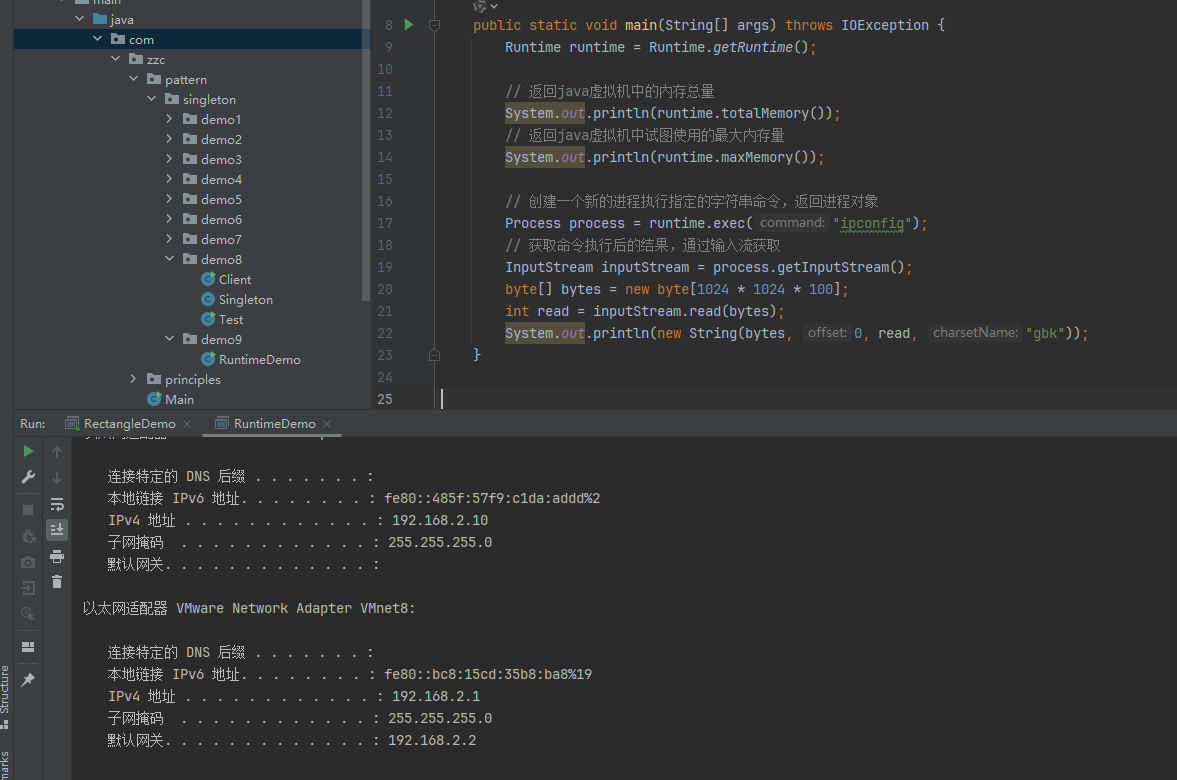 main
java
com
zzc
pattern
singleton
demo1
demo2
demo3
demo4
demo5
demo6
demo7
demo8
Client
Singleton
Test
demo9
RuntimeDemo
principles
Main
8 public static void main(String[] args) throws IOException {
9 Runtime runtime = Runtime.getRuntime();
10
11 // 返回java虚拟机中的内存总量
12 System.out.println(runtime.totalMemory());
13 // 返回java虚拟机中试图使用的最大内存量
14 System.out.println(runtime.maxMemory());
15
16 // 创建一个新的进程执行指定的字符串命令，返回进程对象
17 Process process = runtime.exec( command: "ipconfig");
18 // 获取命令执行后的结果，通过输入流获取
19 InputStream inputStream = process.getInputStream();
20 byte[] bytes = new byte[1024 * 1024 * 100];
21 int read = inputStream.read(bytes);
22 System.out.println(new String(bytes, offset: 0, read, charsetName: "gbk"));
23 }
24
25
Run: RectangleDemo RuntimeDemo
连接特定的 DNS 后缀 . . . . . . . :
本地链接 IPv6 地址. . . . . . . . : fe80::485f:57f9:c1da:addd%2
IPv4 地址 . . . . . . . . . . . . : 192.168.2.10
子网掩码 . . . . . . . . . . . . : 255.255.255.0
默认网关. . . . . . . . . . . . . :
以太网适配器 VMware Network Adapter VMnet8:
连接特定的 DNS 后缀 . . . . . . . :
本地链接 IPv6 地址. . . . . . . . : fe80::bc8:15cd:35b8:ba8%19
IPv4 地址 . . . . . . . . . . . . : 192.168.2.1
子网掩码 . . . . . . . . . . . . : 255.255.255.0
默认网关. . . . . . . . . . . . . : 192.168.2.2
Structure
marks